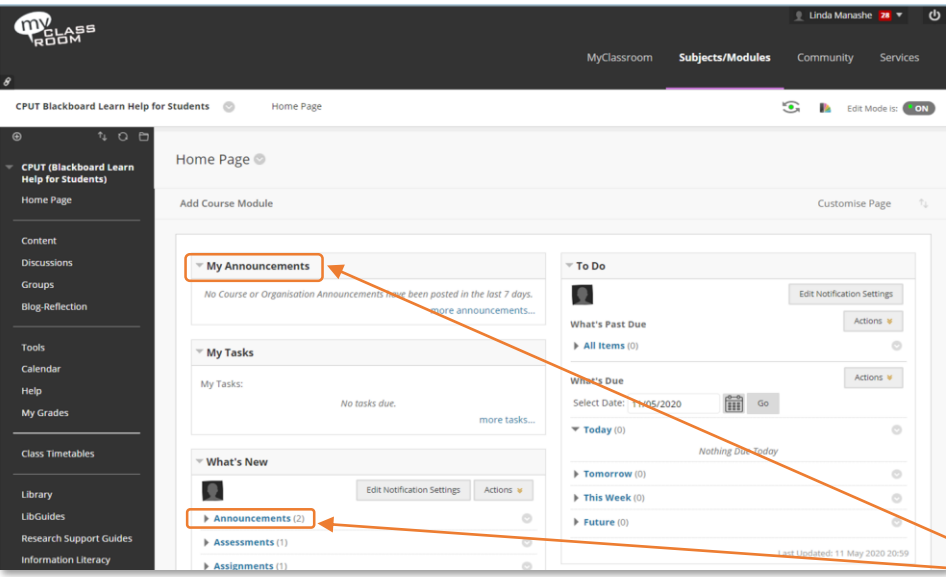 my CLASS ROOM
Linda Manashe 28
MyClassroom Subjects/Modules Community Services
CPUT Blackboard Learn Help for Students Home Page Edit Mode is: ON
CPUT (Blackboard Learn
Help for Students)
Home Page
Content
Discussions
Groups
Blog-Reflection
Tools
Calendar
Help
My Grades
Class Timetables
Library
LibGuides
Research Support Guides
Information Literacy
Home Page
Add Course Module Customise Page
My Announcements
No Course or Organisation Announcements have been posted in the last 7 days.
more announcements...
My Tasks
My Tasks:
No tasks due.
more tasks...
What's New
Edit Notification Settings Actions
Announcements (2)
Assessments (1)
Assignments (1)
To Do
Edit Notification Settings
What's Past Due Actions
All Items (0)
What's Due Actions
Select Date: 11/05/2020 Go
Today (0)
Nothing Due Today
Tomorrow (0)
This Week (0)
Future (0)
Last Updated: 11 May 2020 20:59